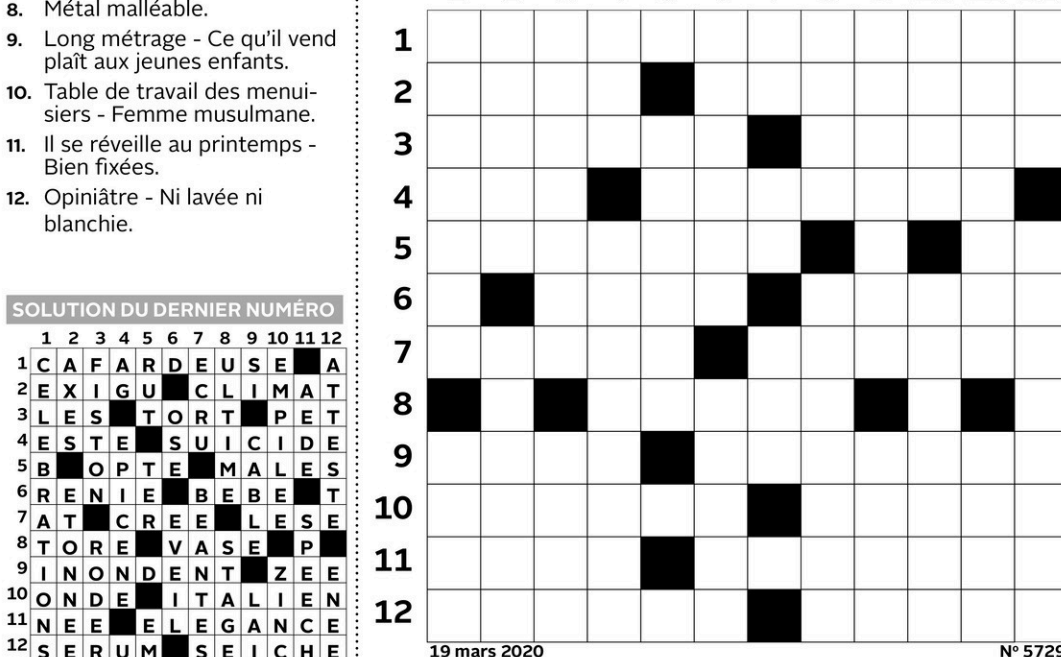 8. Métal malléable.
9. Long métrage - Ce qu'il vend
plaît aux jeunes enfants.
10. Table de travail des menui-
siers - Femme musulmane.
11. Il se réveille au printemps -
Bien fixées.
12. Opiniâtre - Ni lavée ni
blanchie.
SOLUTION DU DERNIER NUMÉRO
1 2 3 4 5 6 7 8 9 10 11 12
1 C A F A R D E U S E A
2 E X I G U C L I M A T
3 L E S T O R T P E T
4 E S T E S U I C I D E
5 B O P T E M A L E S
6 R E N I E B E B E T
7 A T C R E E L E S E
8 T O R E V A S E P
9 I N O N D E N T Z E E
10 O N D E I T A L I E N
11 N E E E L E G A N C E
12 S E R U M S E I C H E
1
2
3
4
5
6
7
8
9
10
11
12
19 mars 2020 Nº 5729